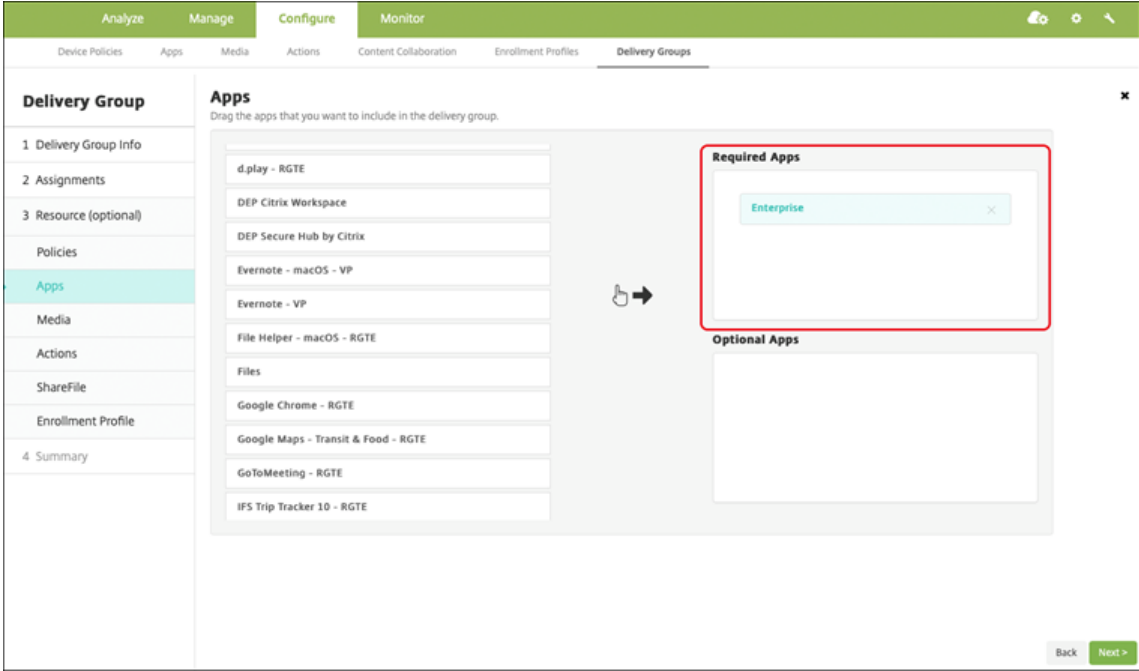 Analyze Manage Configure Monitor
Device Policies Apps Media Actions Content Collaboration Enrollment Profiles Delivery Groups
Delivery Group
1 Delivery Group Info
2 Assignments
3 Resource (optional)
Policies
Apps
Media
Actions
ShareFile
Enrollment Profile
4 Summary
Apps
Drag the apps that you want to include in the delivery group.
d.play - RGTE
DEP Citrix Workspace
DEP Secure Hub by Citrix
Evernote - macOS - VP
Evernote - VP
File Helper - macOS - RGTE
Files
Google Chrome - RGTE
Google Maps - Transit & Food - RGTE
GoToMeeting - RGTE
IFS Trip Tracker 10 - RGTE
Required Apps
Enterprise
Optional Apps
Back Next >